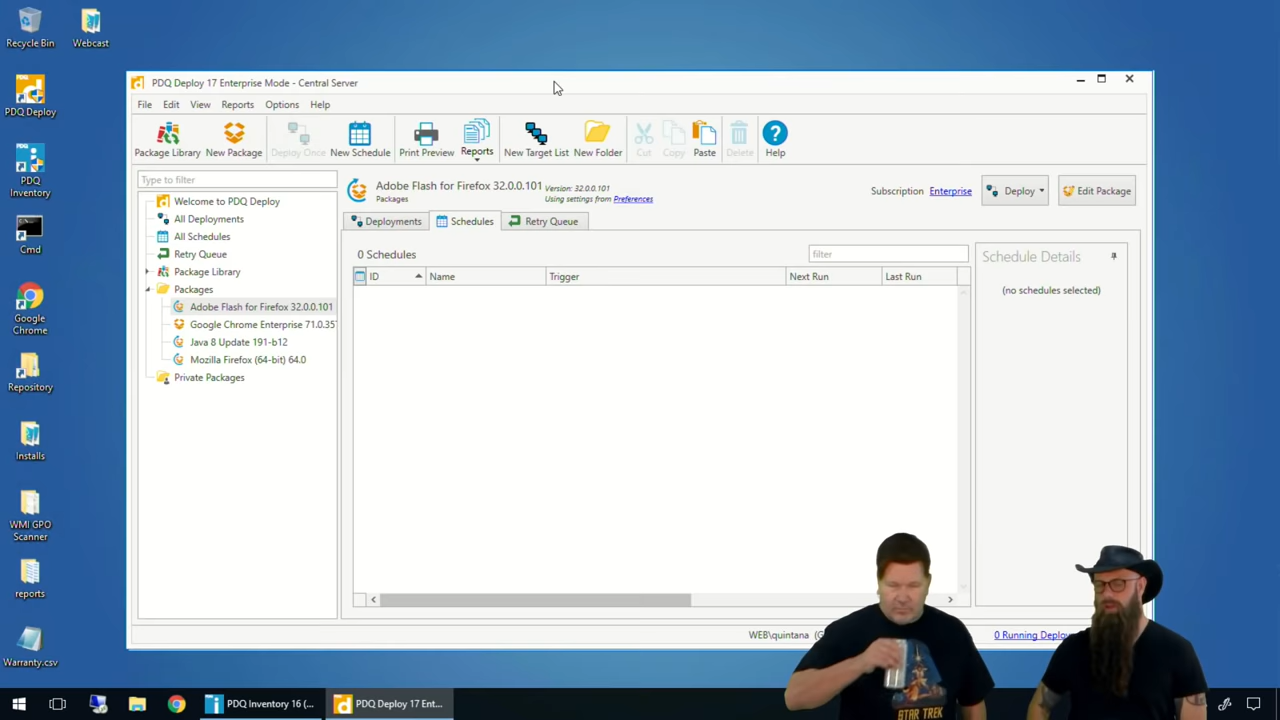 Recycle Bin
Webcast
PDQ Deploy
PDQ Inventory
Cmd
Google Chrome
Repository
Installs
WMI GPO Scanner
reports
Warranty.csv
PDQ Deploy 17 Enterprise Mode - Central Server
File Edit View Reports Options Help
Package Library New Package Deploy Once New Schedule Print Preview Reports New Target List New Folder Cut Copy Paste Delete Help
Type to filter
Welcome to PDQ Deploy
All Deployments
All Schedules
Retry Queue
Package Library
Packages
Adobe Flash for Firefox 32.0.0.101
Google Chrome Enterprise 71.0.35
Java 8 Update 191-b12
Mozilla Firefox (64-bit) 64.0
Private Packages
Adobe Flash for Firefox 32.0.0.101 Version: 32.0.0.101
Packages Using settings from Preferences
Subscription Enterprise Deploy Edit Package
Deployments Schedules Retry Queue
0 Schedules filter
ID Name Trigger Next Run Last Run
Schedule Details
(no schedules selected)
WEB\quintana
0 Running Deplo
STAR TREK
PDQ Inventory 16 (... PDQ Deploy 17 Ent...